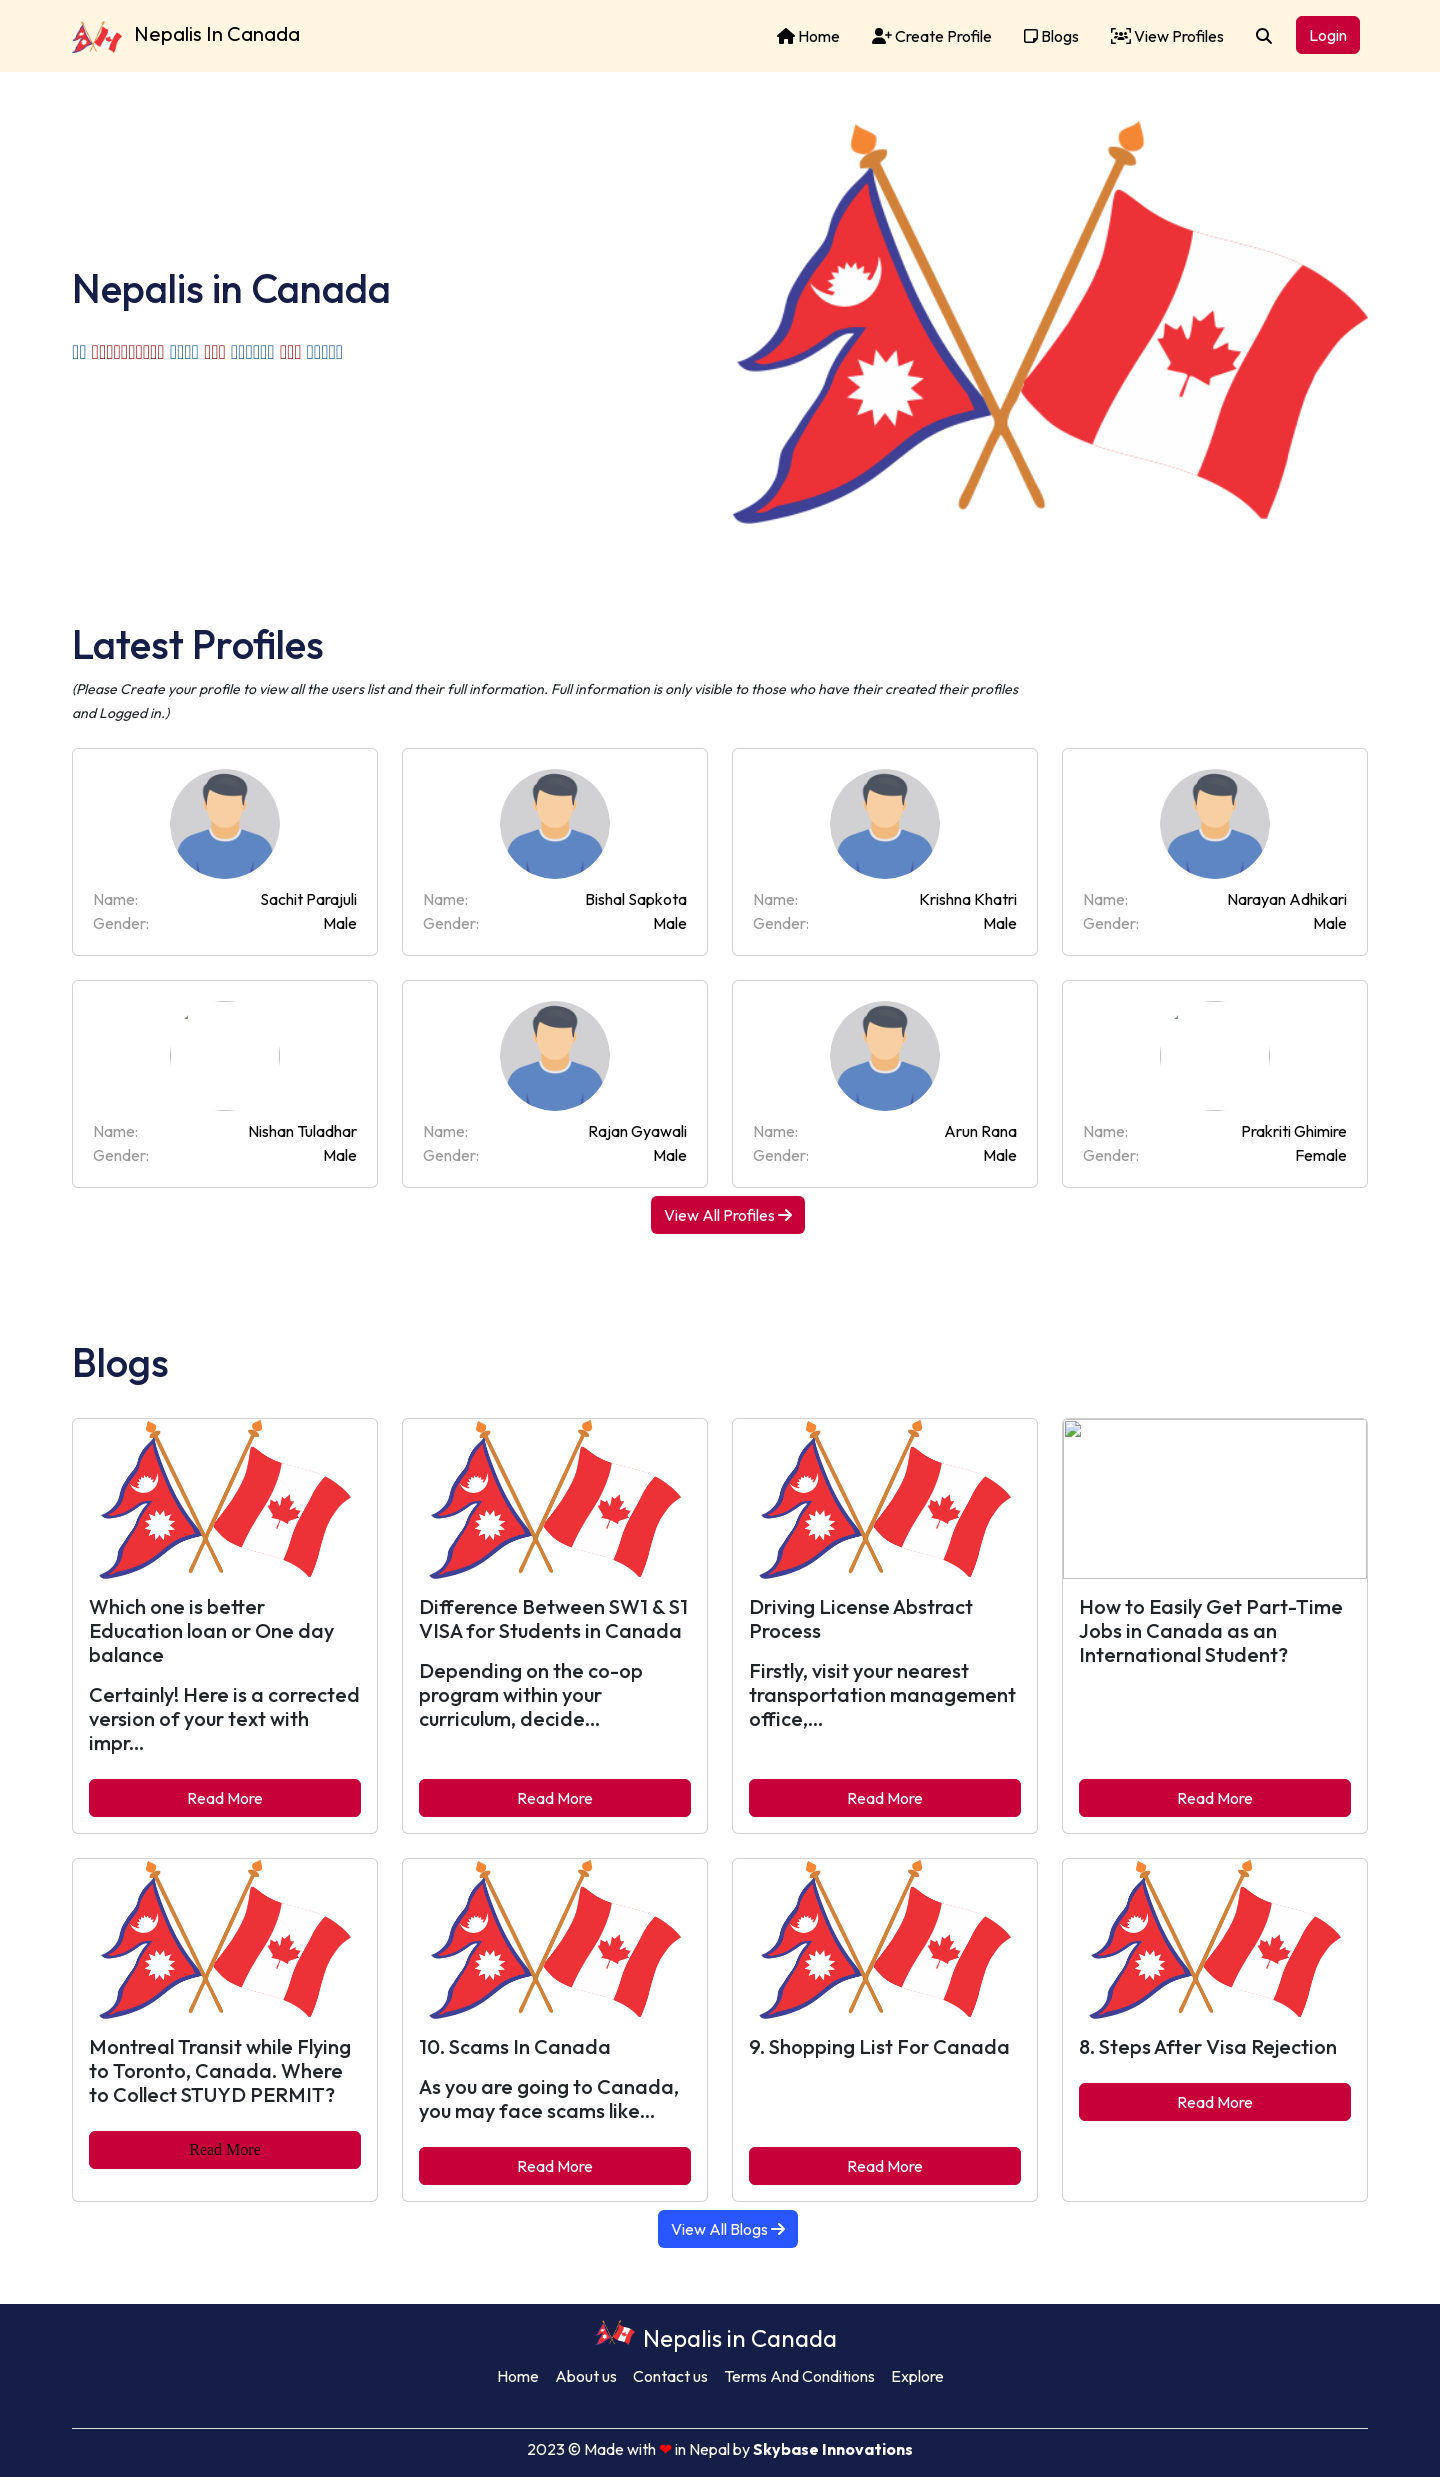 Nepalis In Canada
Home
Create Profile
Blogs
View Profiles
Login
Nepalis in Canada
Latest Profiles
(Please Create your profile to view all the users list and their full information. Full information is only visible to those who have their created their profiles
and Logged in.)
Name: Sachit Parajuli
Gender: Male
Name: Bishal Sapkota
Gender: Male
Name: Krishna Khatri
Gender: Male
Name: Narayan Adhikari
Gender: Male
Name: Nishan Tuladhar
Gender: Male
Name: Rajan Gyawali
Gender: Male
Name: Arun Rana
Gender: Male
Name: Prakriti Ghimire
Gender: Female
View All Profiles
Blogs
Which one is better
Education loan or One day
balance
Certainly! Here is a corrected
version of your text with
impr...
Read More
Difference Between SW1 & S1
VISA for Students in Canada
Depending on the co-op
program within your
curriculum, decide...
Read More
Driving License Abstract
Process
Firstly, visit your nearest
transportation management
office,...
Read More
How to Easily Get Part-Time
Jobs in Canada as an
International Student?
Read More
Montreal Transit while Flying
to Toronto, Canada. Where
to Collect STUYD PERMIT?
Read More
10. Scams In Canada
As you are going to Canada,
you may face scams like...
Read More
9. Shopping List For Canada
Read More
8. Steps After Visa Rejection
Read More
View All Blogs
Nepalis in Canada
Home About us Contact us Terms And Conditions Explore
2023 © Made with ❤ in Nepal by Skybase Innovations